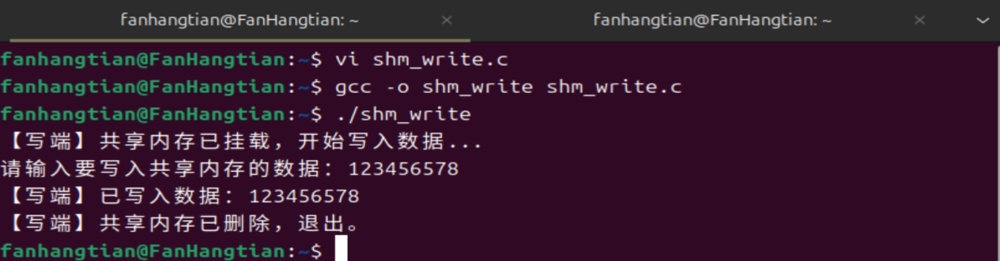 fanhangtian@FanHangtian: ~ × fanhangtian@FanHangtian: ~ ×
fanhangtian@FanHangtian:~$ vi shm_write.c
fanhangtian@FanHangtian:~$ gcc -o shm_write shm_write.c
fanhangtian@FanHangtian:~$ ./shm_write
【写端】共享内存已挂载，开始写入数据...
请输入要写入共享内存的数据：123456578
【写端】已写入数据：123456578
【写端】共享内存已删除，退出。
fanhangtian@FanHangtian:~$